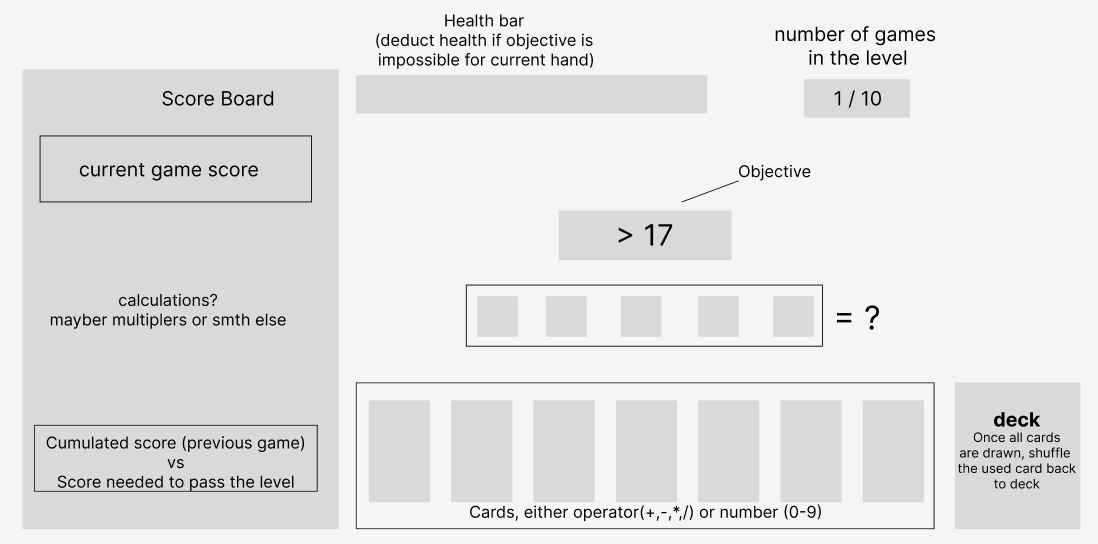 Health bar
(deduct health if objective is
impossible for current hand)
number of games
in the level
1 / 10
Score Board
current game score
Objective
> 17
calculations?
mayber multiplers or smth else
= ?
Cumulated score (previous game)
vs
Score needed to pass the level
deck
Once all cards
are drawn, shuffle
the used card back
to deck
Cards, either operator(+,-,*,/) or number (0-9)